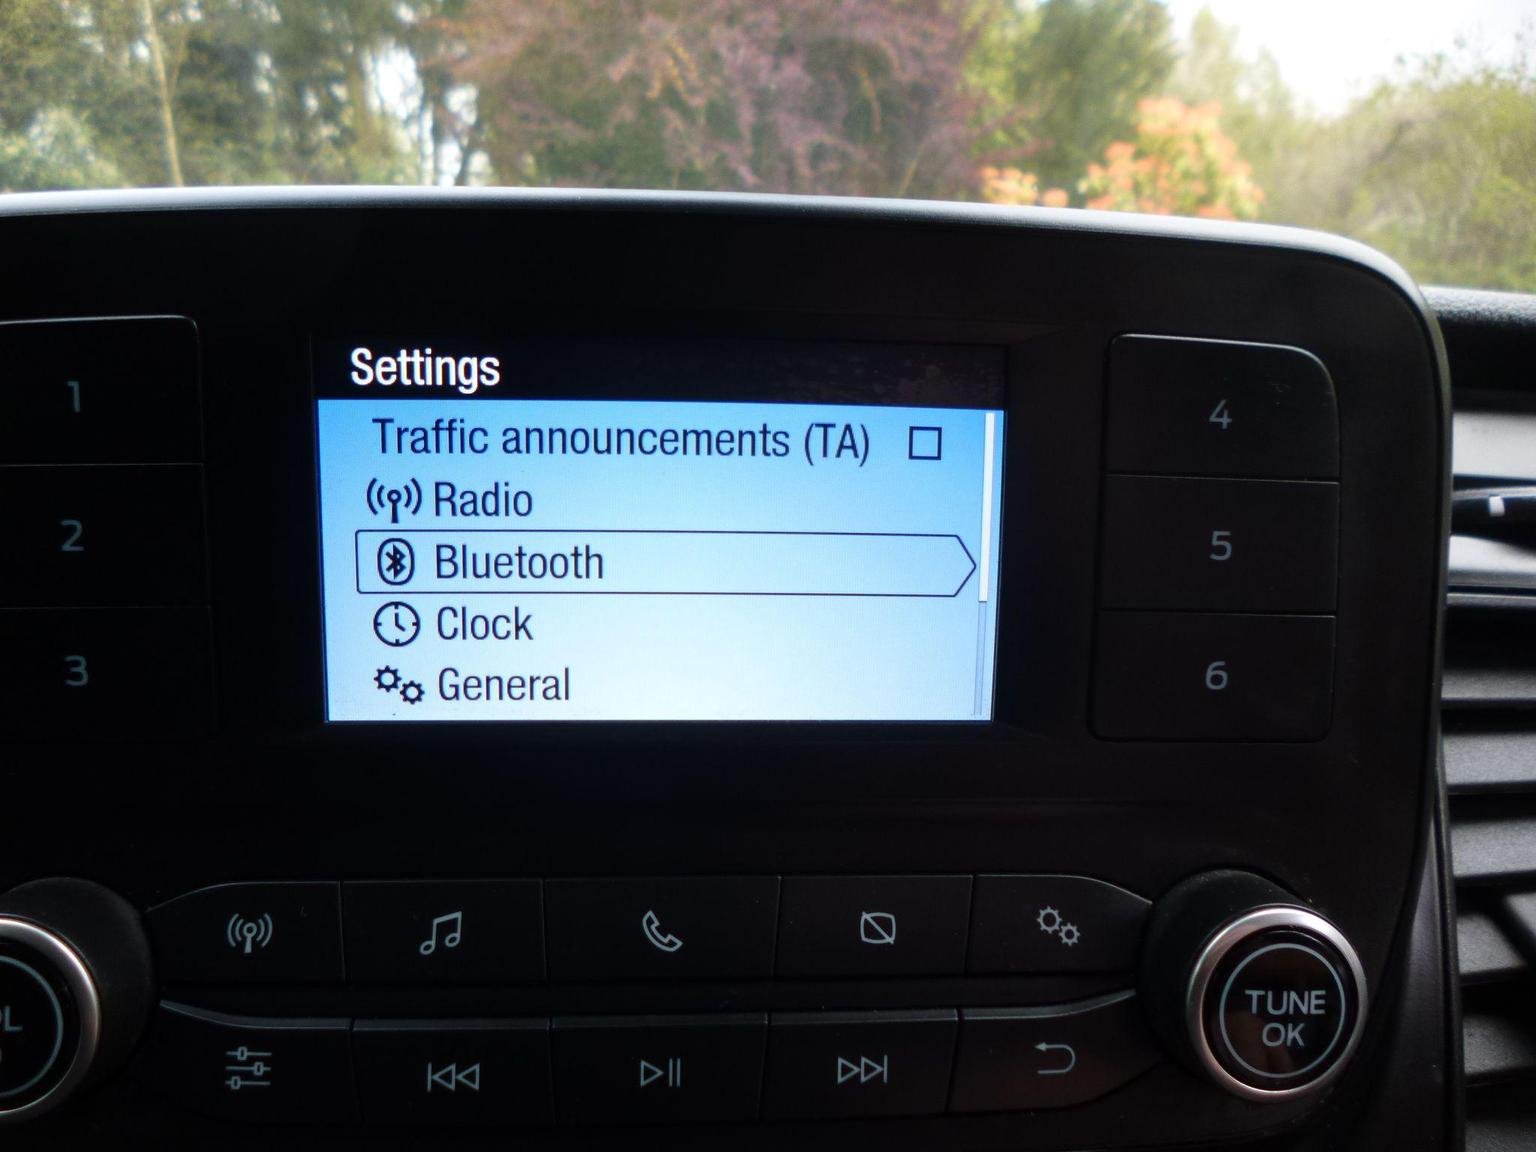 Settings
Traffic announcements (TA)
Radio
Bluetooth
Clock
General
1
2
3
4
5
6
TUNE
OK